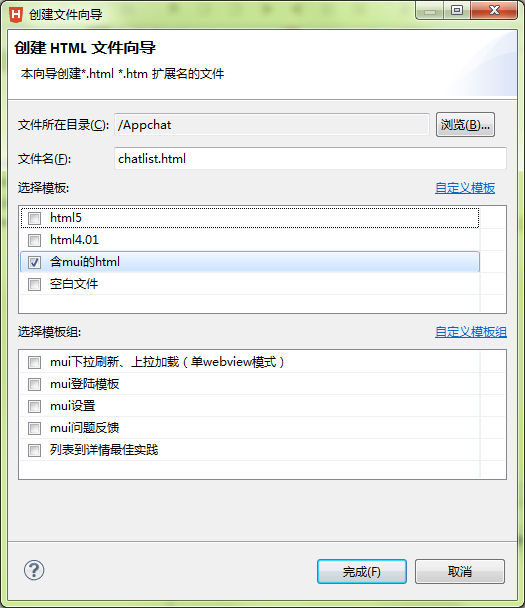 创建文件向导
创建 HTML 文件向导
本向导创建*.html *.htm 扩展名的文件
文件所在目录(C): /Appchat 浏览(B)...
文件名(F): chatlist.html
选择模板: 自定义模板
html5
html4.01
含mui的html
空白文件
选择模板组: 自定义模板组
mui下拉刷新、上拉加载（单webview模式）
mui登陆模板
mui设置
mui问题反馈
列表到详情最佳实践
完成(F) 取消